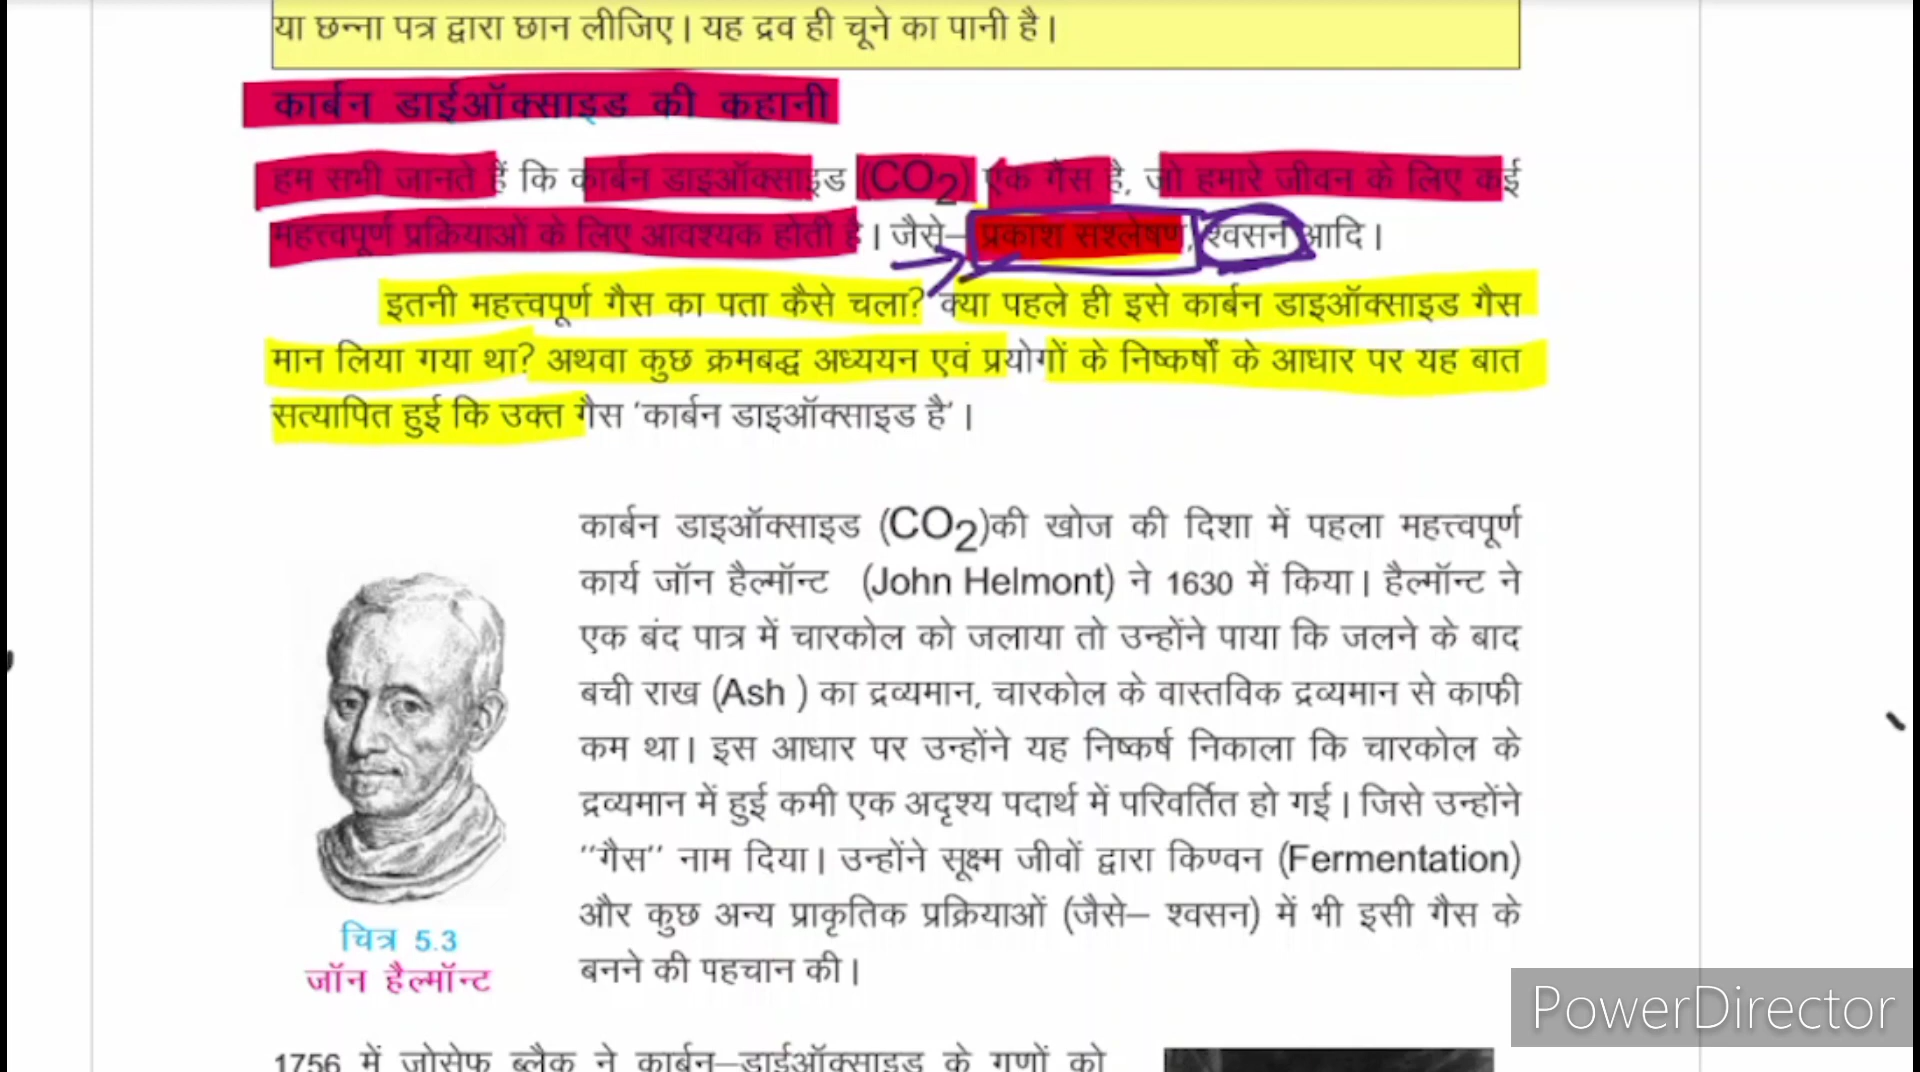 या छन्ना पत्र द्वारा छान लीजिए। यह द्रव ही चूने का पानी है।
कार्बन डाईऑक्साइड की कहानी
हम सभी जानते हैं कि कार्बन डाइऑक्साइड (CO2) एक गैस है, जो हमारे जीवन के लिए कई
महत्त्वपूर्ण प्रक्रियाओं के लिए आवश्यक होती है। जैसे– प्रकाश सश्लेषण, श्वसन आदि।
इतनी महत्त्वपूर्ण गैस का पता कैसे चला? क्या पहले ही इसे कार्बन डाइऑक्साइड गैस
मान लिया गया था? अथवा कुछ क्रमबद्ध अध्ययन एवं प्रयोगों के निष्कर्षों के आधार पर यह बात
सत्यापित हुई कि उक्त गैस ‘कार्बन डाइऑक्साइड है’।
कार्बन डाइऑक्साइड (CO2)की खोज की दिशा में पहला महत्त्वपूर्ण
कार्य जॉन हैल्मॉन्ट (John Helmont) ने 1630 में किया। हैल्मॉन्ट ने
एक बंद पात्र में चारकोल को जलाया तो उन्होंने पाया कि जलने के बाद
बची राख (Ash ) का द्रव्यमान, चारकोल के वास्तविक द्रव्यमान से काफी
कम था। इस आधार पर उन्होंने यह निष्कर्ष निकाला कि चारकोल के
द्रव्यमान में हुई कमी एक अदृश्य पदार्थ में परिवर्तित हो गई। जिसे उन्होंने
‘‘गैस’’ नाम दिया। उन्होंने सूक्ष्म जीवों द्वारा किण्वन (Fermentation)
और कुछ अन्य प्राकृतिक प्रक्रियाओं (जैसे– श्वसन) में भी इसी गैस के
बनने की पहचान की।
चित्र 5.3
जॉन हैल्मॉन्ट
1756 में जोसेफ ब्लैक ने कार्बन–डाईऑक्साइड के गुणों को
PowerDirector